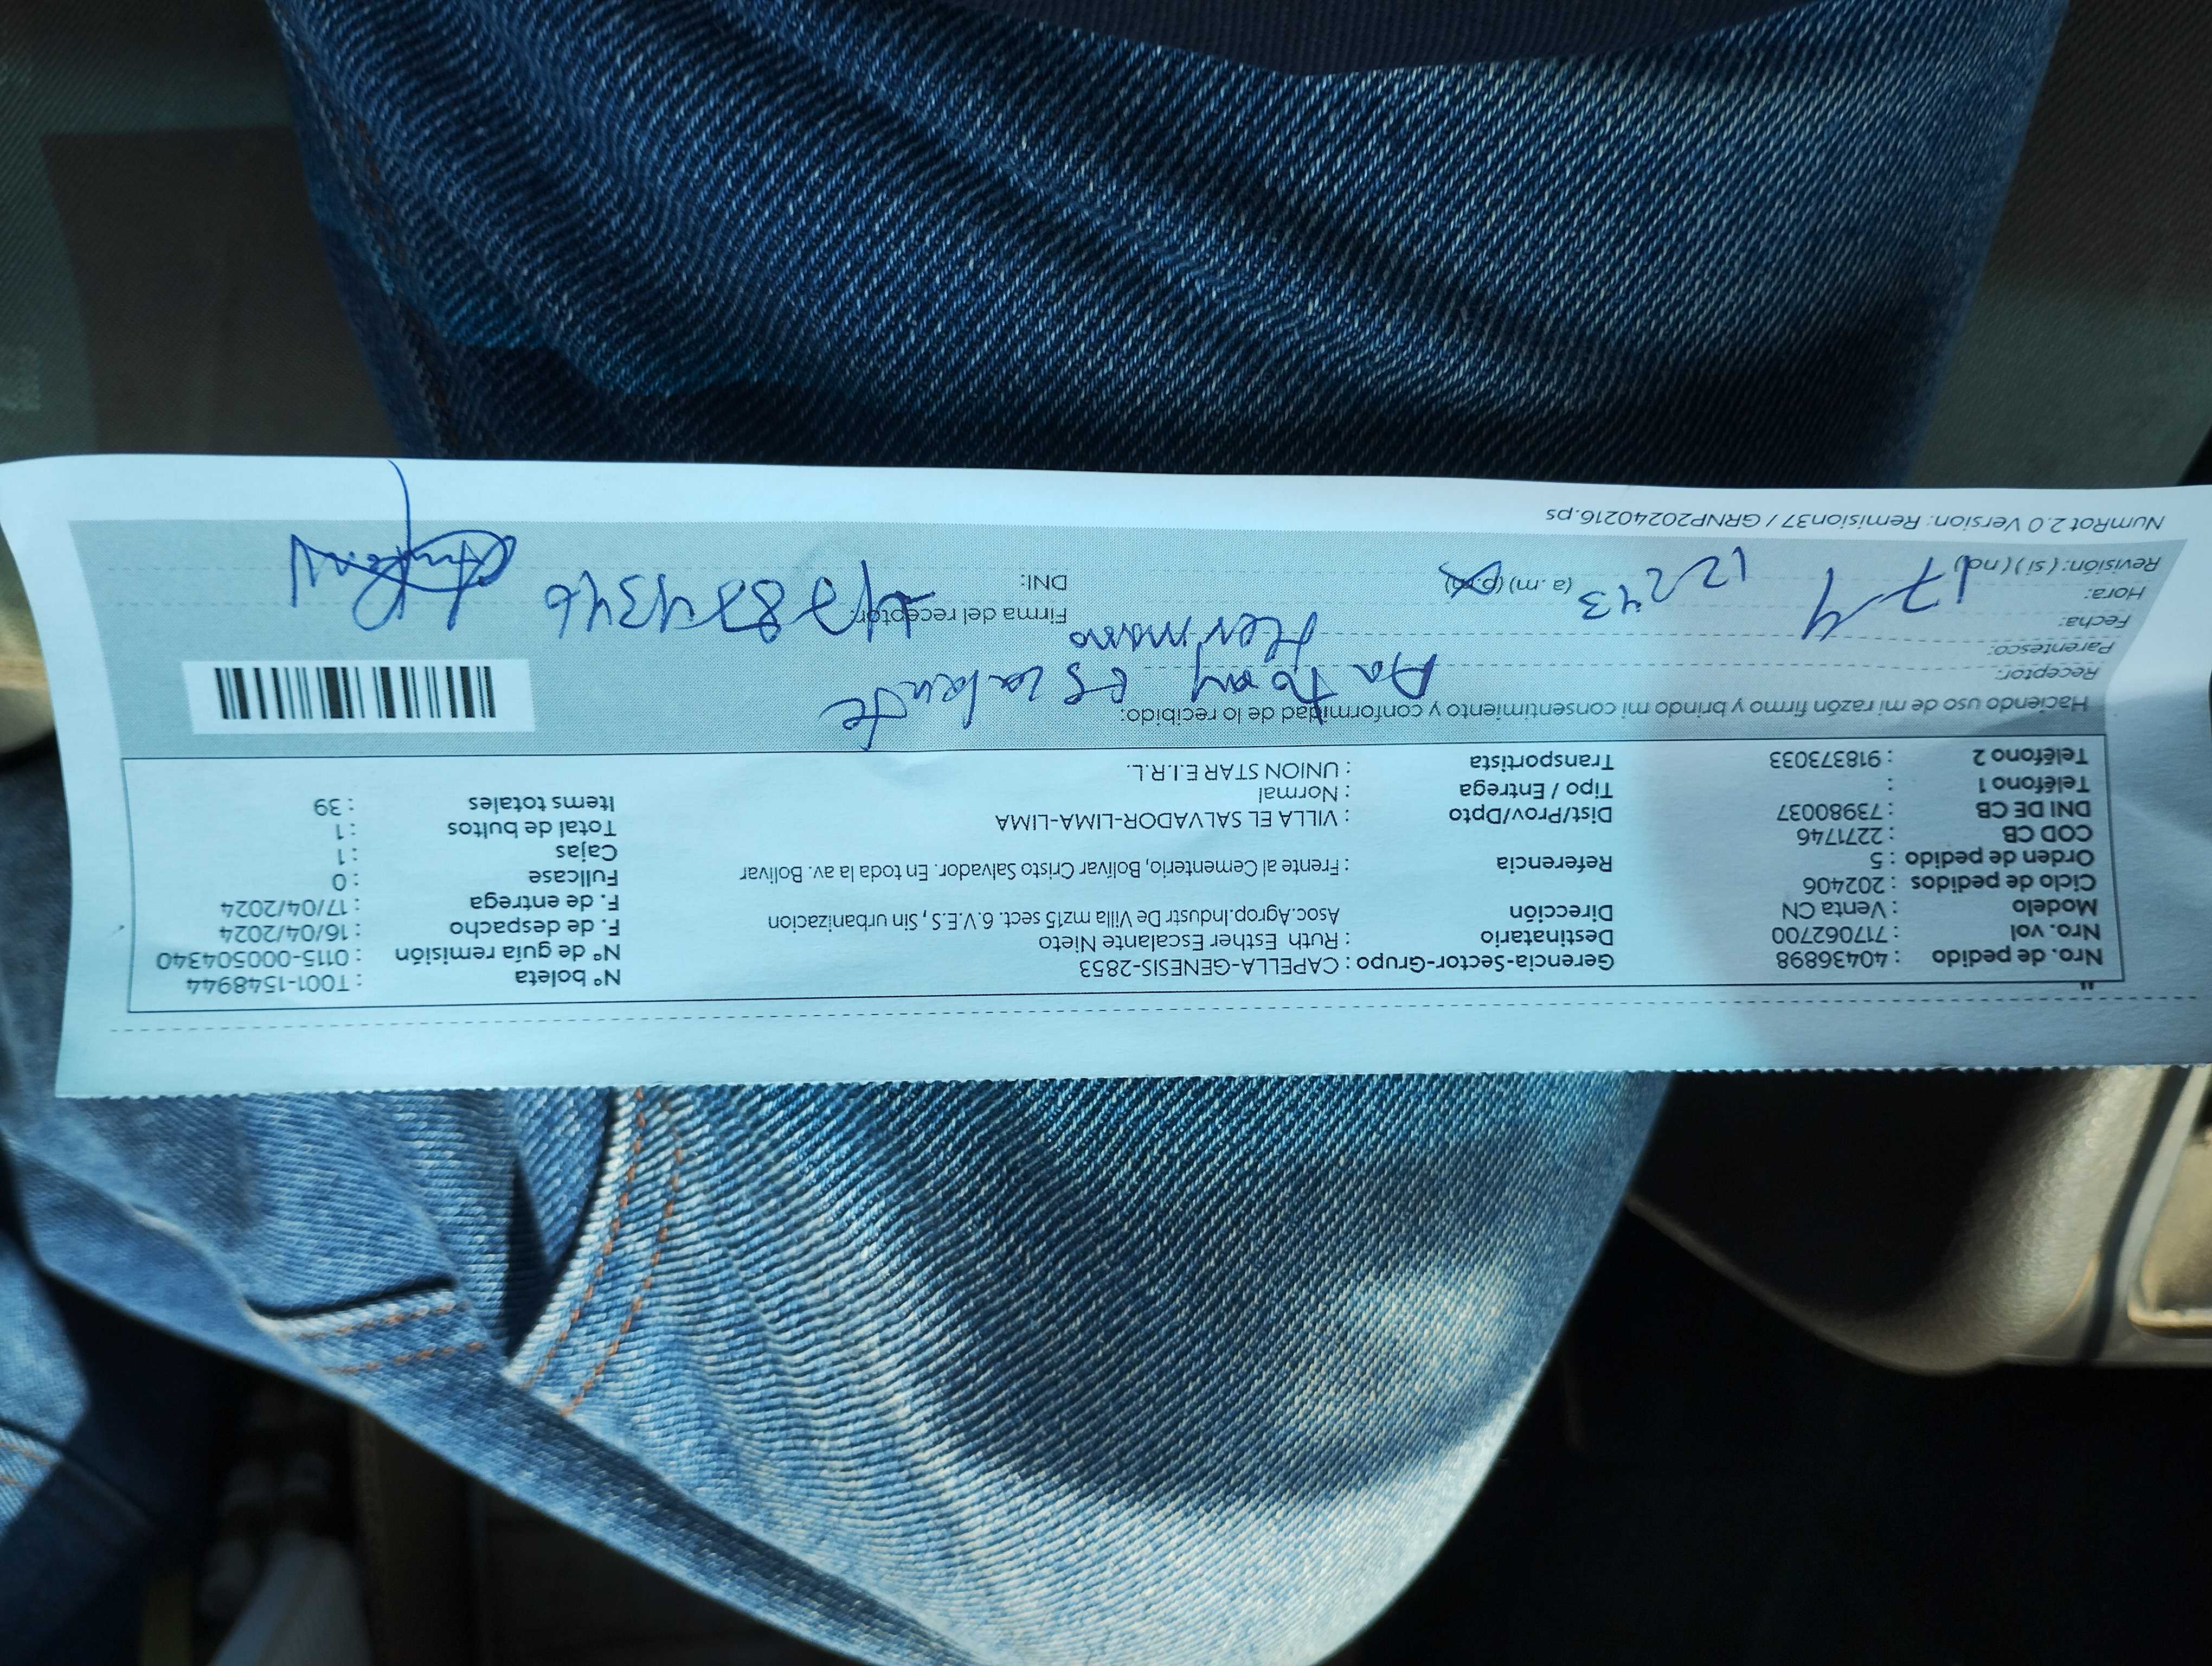 Nro. de pedido : 40436898 Gerencia-Sector-Grupo : CAPELLA-GENESIS-2853 N° boleta : T001-1548944
Nro. vol : 717062700 Destinatario : Ruth Esther Escalante Nieto N° de guía remisión : 0115-000504340
Modelo : Venta CN Dirección Asoc.Agrop.Industr De Villa mz15 sect. 6 .V.E.S , Sin urbanizacion F. de despacho : 16/04/2024
Ciclo de pedidos : 202406 F. de entrega : 17/04/2024
Orden de pedido : 5 Referencia : Frente al Cementerio, Bolívar Cristo Salvador. En toda la av. Bolivar Fullcase : 0
COD CB : 2271746 Cajas : 1
DNI DE CB : 73980037 Dist/Prov/Dpto : VILLA EL SALVADOR-LIMA-LIMA Total de bultos : 1
Teléfono 1 : Tipo / Entrega : Normal Items totales : 39
Teléfono 2 : 918373033 Transportista : UNION STAR E.I.R.L.
Haciendo uso de mi razón firmo y brindo mi consentimiento y conformidad de lo recibido:
Receptor: Antony escalante
Parentesco: Hermano
Fecha: 17 4 Firma del receptor:
Hora: 12 43 (a.m) (p.m) DNI:
Revisión: ( si ) ( no )
NumRot 2.0 Version: Remision37 / GRNP20240216.ps